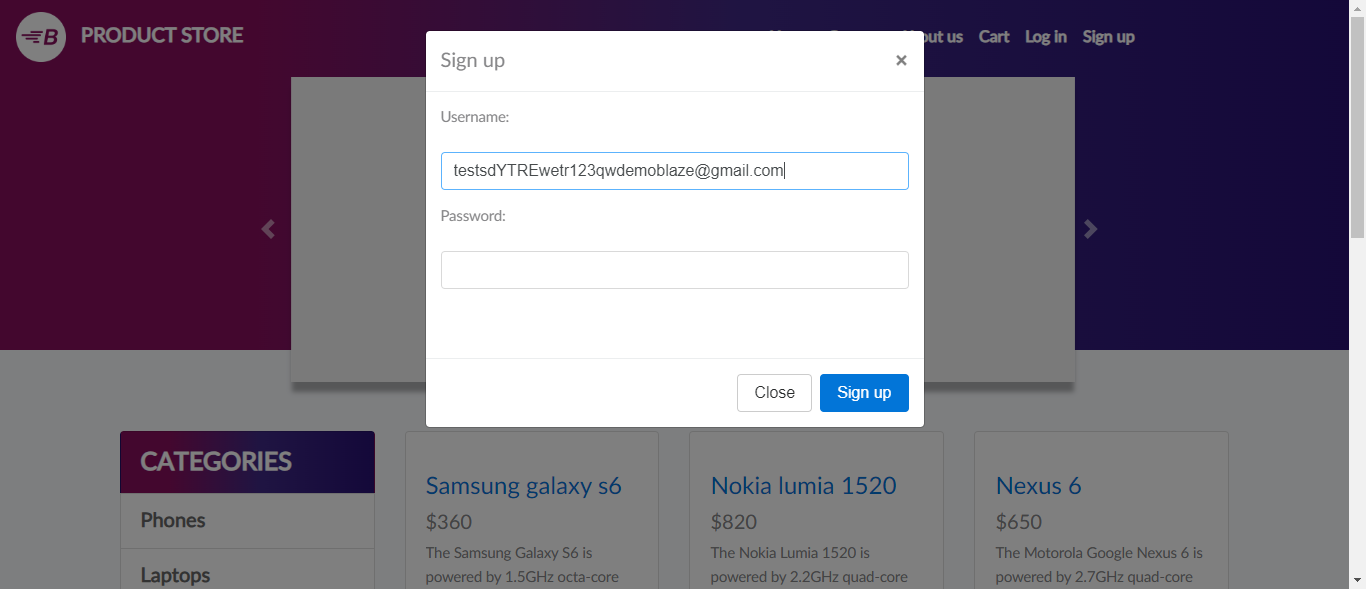 B PRODUCT STORE
out us Cart Log in Sign up
Sign up ×
Username:
testsdYTREwetr123qwdemoblaze@gmail.com
Password:
Close Sign up
CATEGORIES
Phones
Laptops
Samsung galaxy s6
$360
The Samsung Galaxy S6 is
powered by 1.5GHz octa-core
Nokia lumia 1520
$820
The Nokia Lumia 1520 is
powered by 2.2GHz quad-core
Nexus 6
$650
The Motorola Google Nexus 6 is
powered by 2.7GHz quad-core